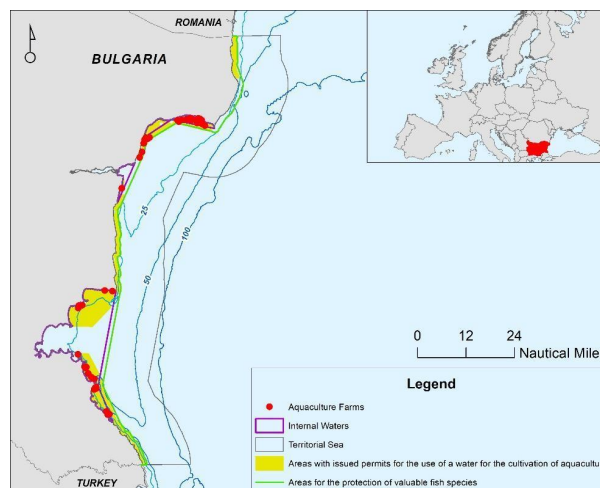 ROMANIA
BULGARIA
25
50
100
0 12 24
Nautical Mile
Legend
Aquaculture Farms
Internal Waters
Territorial Sea
Areas with issued permits for the use of a water for the cultivation of aquacultu
Areas for the protection of valuable fish species
TURKEY